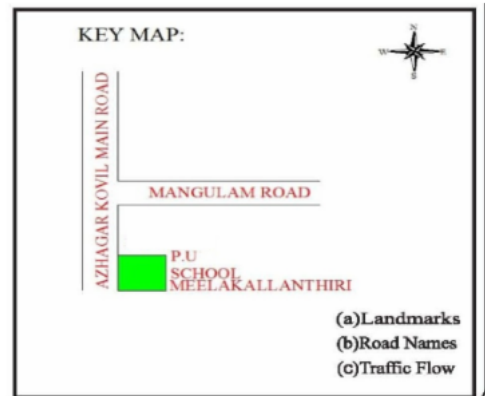 KEY MAP:
N
W E
S
AZHAGAR KOVIL MAIN ROAD
MANGULAM ROAD
P.U
SCHOOL
MEELAKALLANTHIRI
(a)Landmarks
(b)Road Names
(c)Traffic Flow